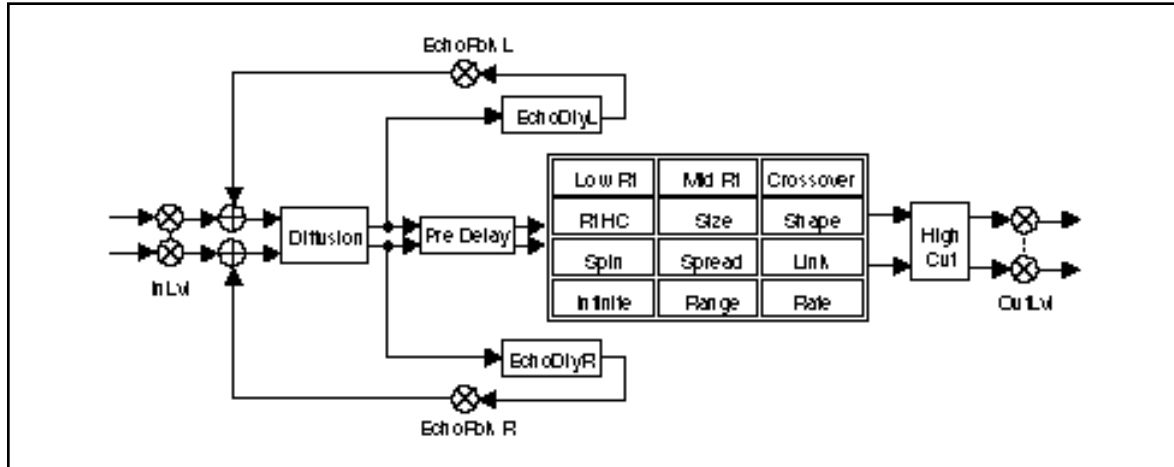 EchoFbk L
EchoDlyL
Low Rt Mid Rt Crossover
RtHC Size Shape
Diffusion Pre Delay High Cut
Spin Spread Link
InLvl
Infinite Range Rate OutLvl
EchoDlyR
EchoFbk R